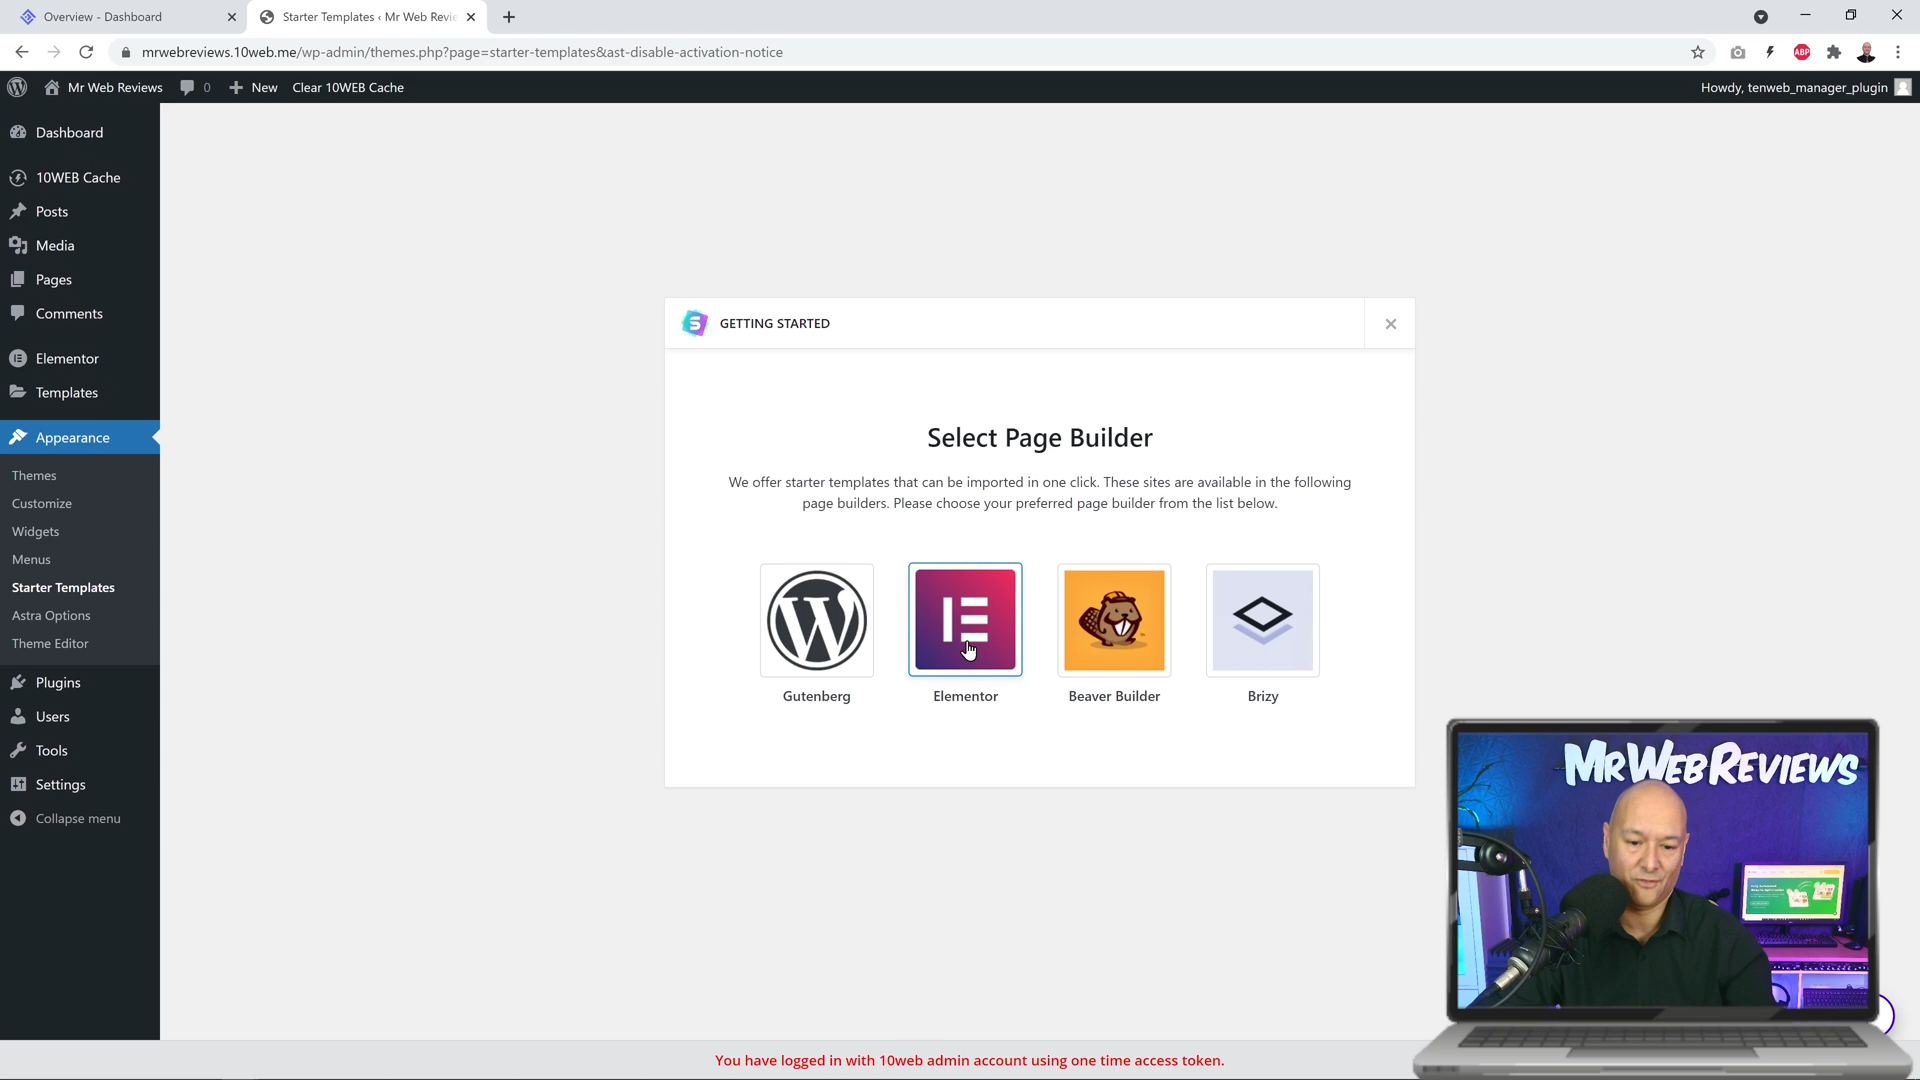 Overview - Dashboard
Starter Templates ‹ Mr Web Revie
mrwebreviews.10web.me/wp-admin/themes.php?page=starter-templates&ast-disable-activation-notice
ABP
Mr Web Reviews
0
New
Clear 10WEB Cache
Howdy, tenweb_manager_plugin
Dashboard
10WEB Cache
Posts
Media
Pages
Comments
Elementor
Templates
Appearance
Themes
Customize
Widgets
Menus
Starter Templates
Astra Options
Theme Editor
Plugins
Users
Tools
Settings
Collapse menu
GETTING STARTED
Select Page Builder
We offer starter templates that can be imported in one click. These sites are available in the following
page builders. Please choose your preferred page builder from the list below.
Gutenberg
Elementor
Beaver Builder
Brizy
MRWEBREVIEWS
You have logged in with 10web admin account using one time access token.